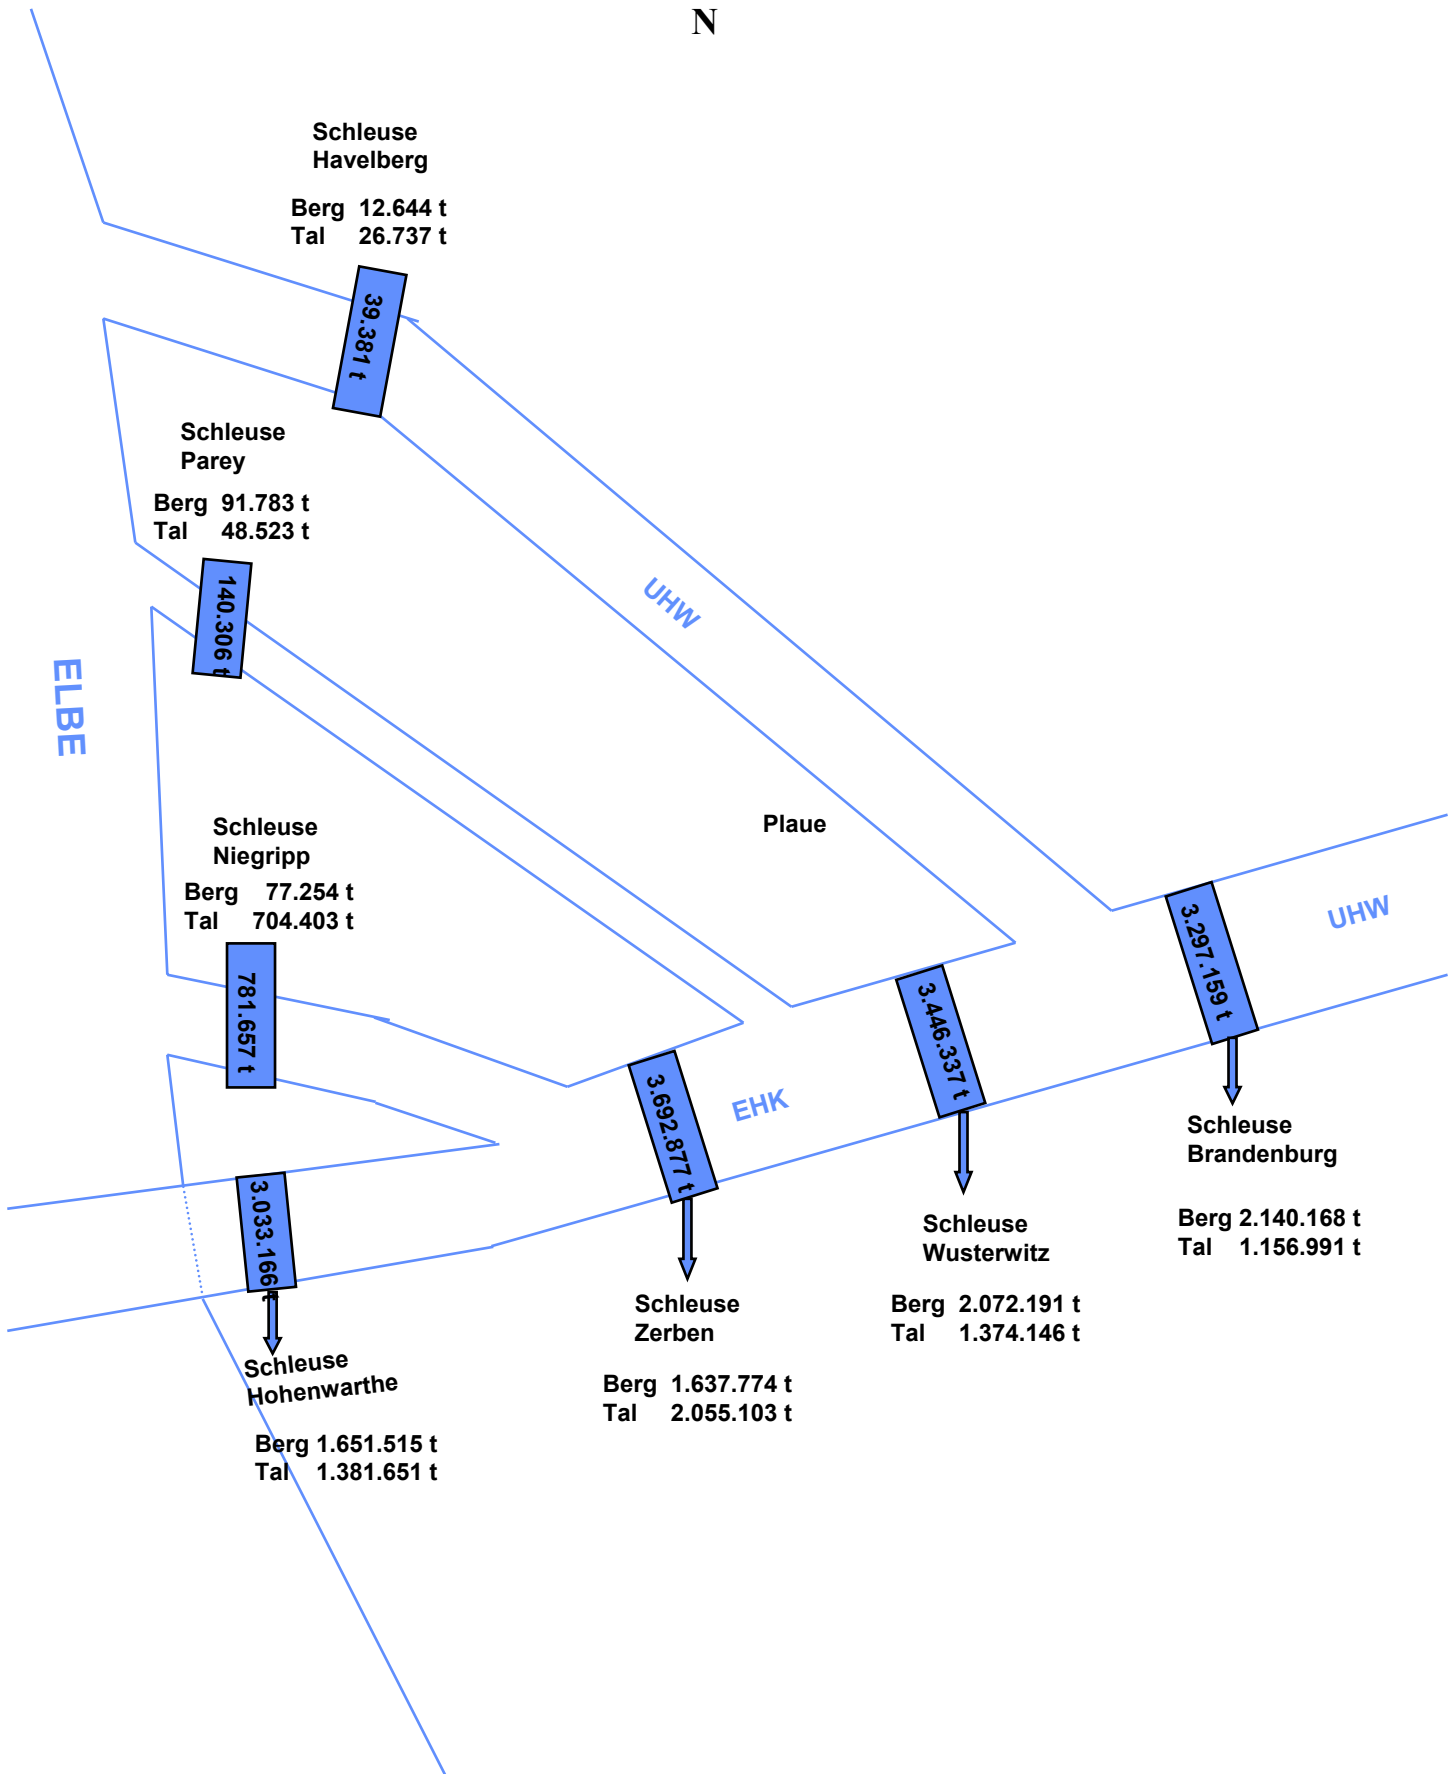 N
Schleuse
Havelberg
Berg 12.644 t
Tal 26.737 t
39.381 t
Schleuse
Parey
Berg 91.783 t
Tal 48.523 t
140.306 t
UHW
ELBE
Schleuse
Niegripp
Berg 77.254 t
Tal 704.403 t
781.657 t
Plaue
UHW
3.297.159 t
3.446.337 t
EHK
3.692.877 t
3.033.166 t
Schleuse
Brandenburg
Berg 2.140.168 t
Tal 1.156.991 t
Schleuse
Wusterwitz
Berg 2.072.191 t
Tal 1.374.146 t
Schleuse
Zerben
Berg 1.637.774 t
Tal 2.055.103 t
Schleuse
Hohenwarthe
Berg 1.651.515 t
Tal 1.381.651 t